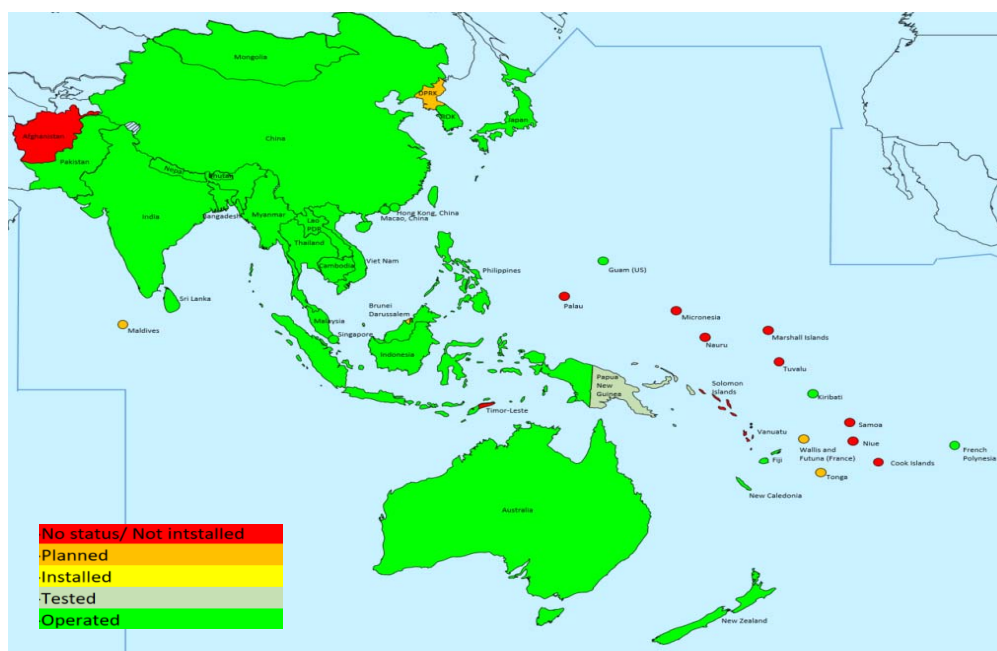 Mongolia
DPRK
ROK
Japan
Afghanistan
China
Pakistan
Nepal
Bhutan
India
Bangladesh
Myanmar
Hong Kong, China
Macao, China
Lao
PDR
Thailand
Cambodia
Viet Nam
Philippines
Guam (US)
Sri Lanka
Maldives
Palau
Brunei
Darussalem
Malaysia
Singapore
Indonesia
Micronesia
Nauru
Marshall Islands
Tuvalu
Papua
New
Guinea
Solomon
Islands
Kiribati
Timor-Leste
Vanuatu
Samoa
Wallis and
Futuna (France)
Niue
French
Polynesia
Fiji
Cook Islands
Tonga
New Caledonia
Australia
New Zealand
No status/ Not intstalled
Planned
Installed
Tested
Operated